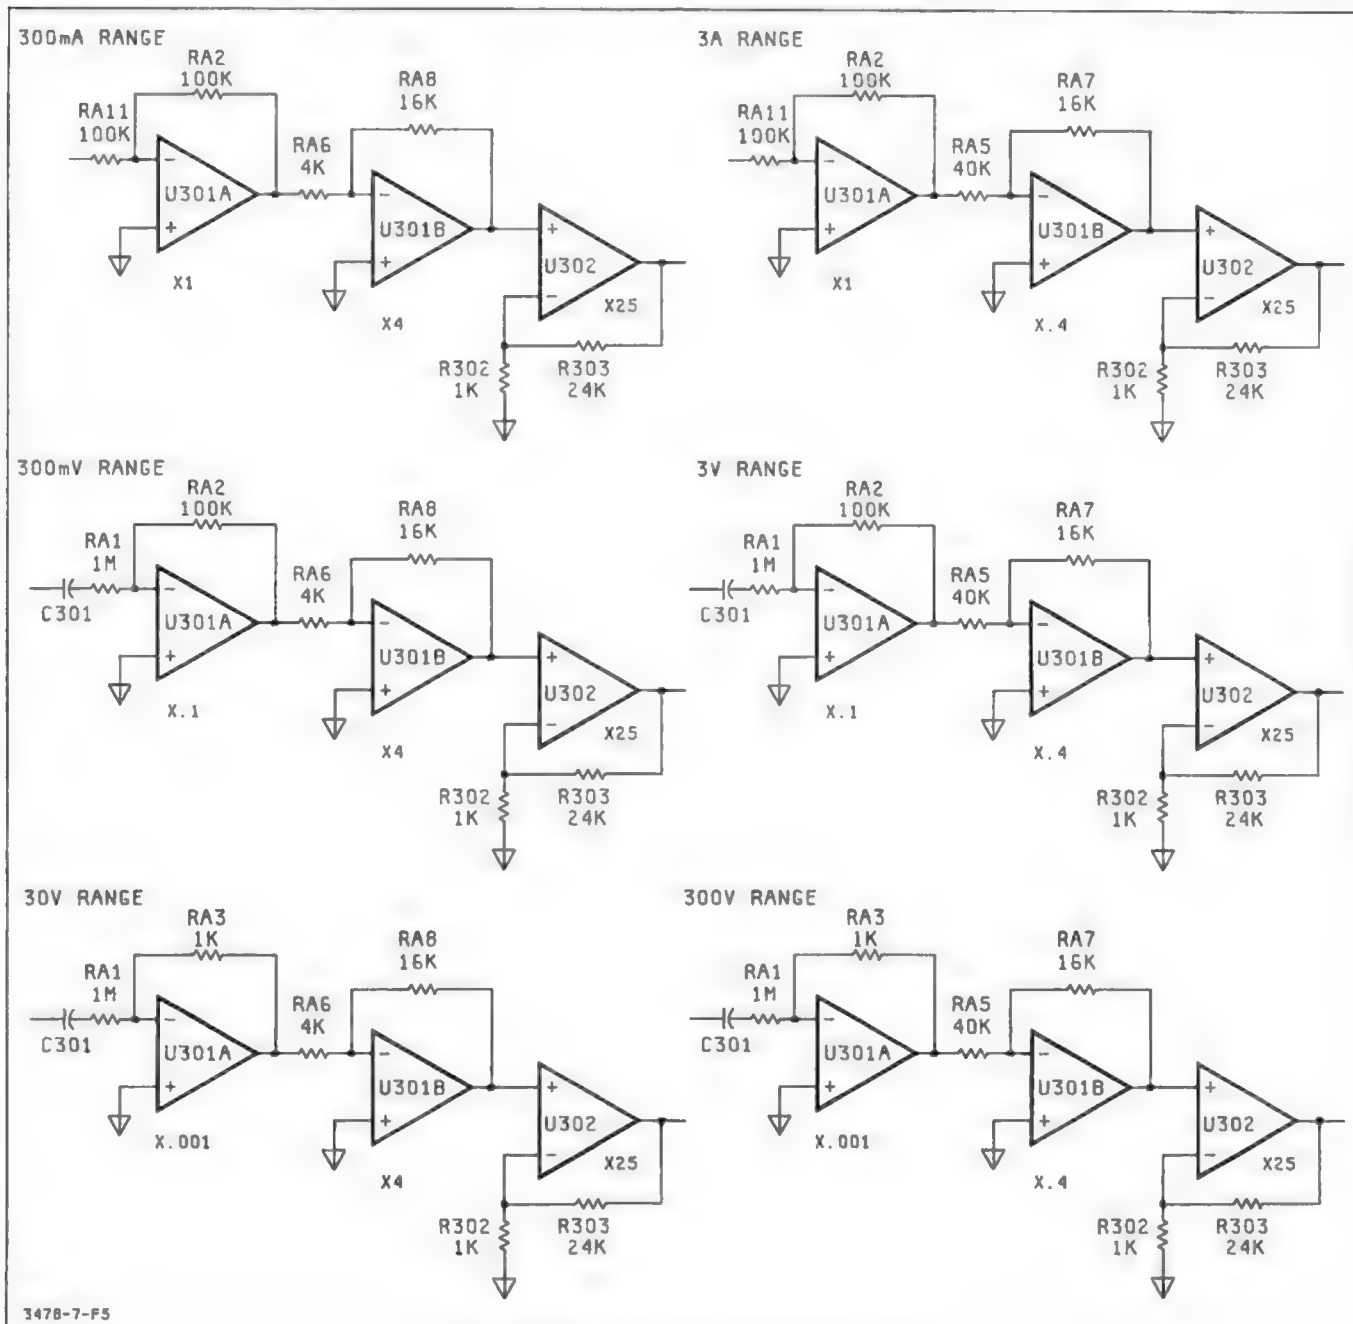 300mA RANGE
RA2
100K
RA11
100K
RA8
16K
RA6
4K
-
U301A
+
X1
-
U301B
+
X4
+
U302
-
X25
R302
1K
R303
24K
3A RANGE
RA2
100K
RA11
100K
RA7
16K
RA5
40K
-
U301A
+
X1
-
U301B
+
X.4
+
U302
-
X25
R302
1K
R303
24K
300mV RANGE
RA2
100K
RA1
1M
C301
RA8
16K
RA6
4K
-
U301A
+
X.1
-
U301B
+
X4
+
U302
-
X25
R302
1K
R303
24K
3V RANGE
RA2
100K
RA1
1M
C301
RA7
16K
RA5
40K
-
U301A
+
X.1
-
U301B
+
X.4
+
U302
-
X25
R302
1K
R303
24K
30V RANGE
RA3
1K
RA1
1M
C301
RA8
16K
RA6
4K
-
U301A
+
X.001
-
U301B
+
X4
+
U302
-
X25
R302
1K
R303
24K
300V RANGE
RA3
1K
RA1
1M
C301
RA7
16K
RA5
40K
-
U301A
+
X.001
-
U301B
+
X.4
+
U302
-
X25
R302
1K
R303
24K
3478-7-F5